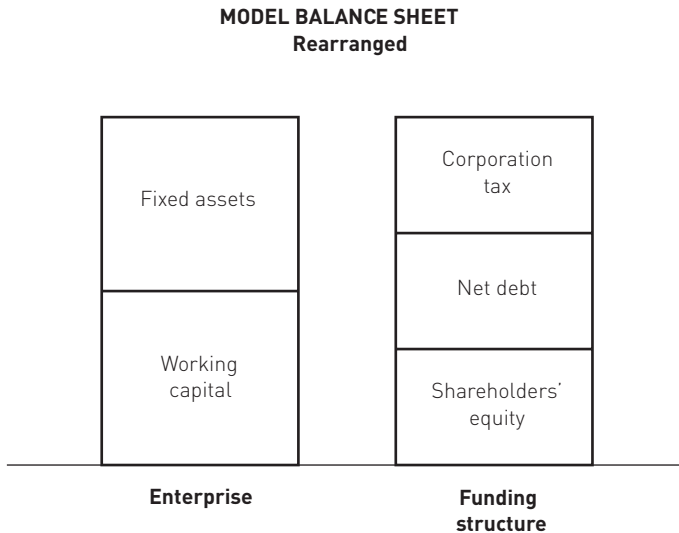 MODEL BALANCE SHEET
Rearranged
Fixed assets
Working
capital
Corporation
tax
Net debt
Shareholders’
equity
Enterprise
Funding
structure